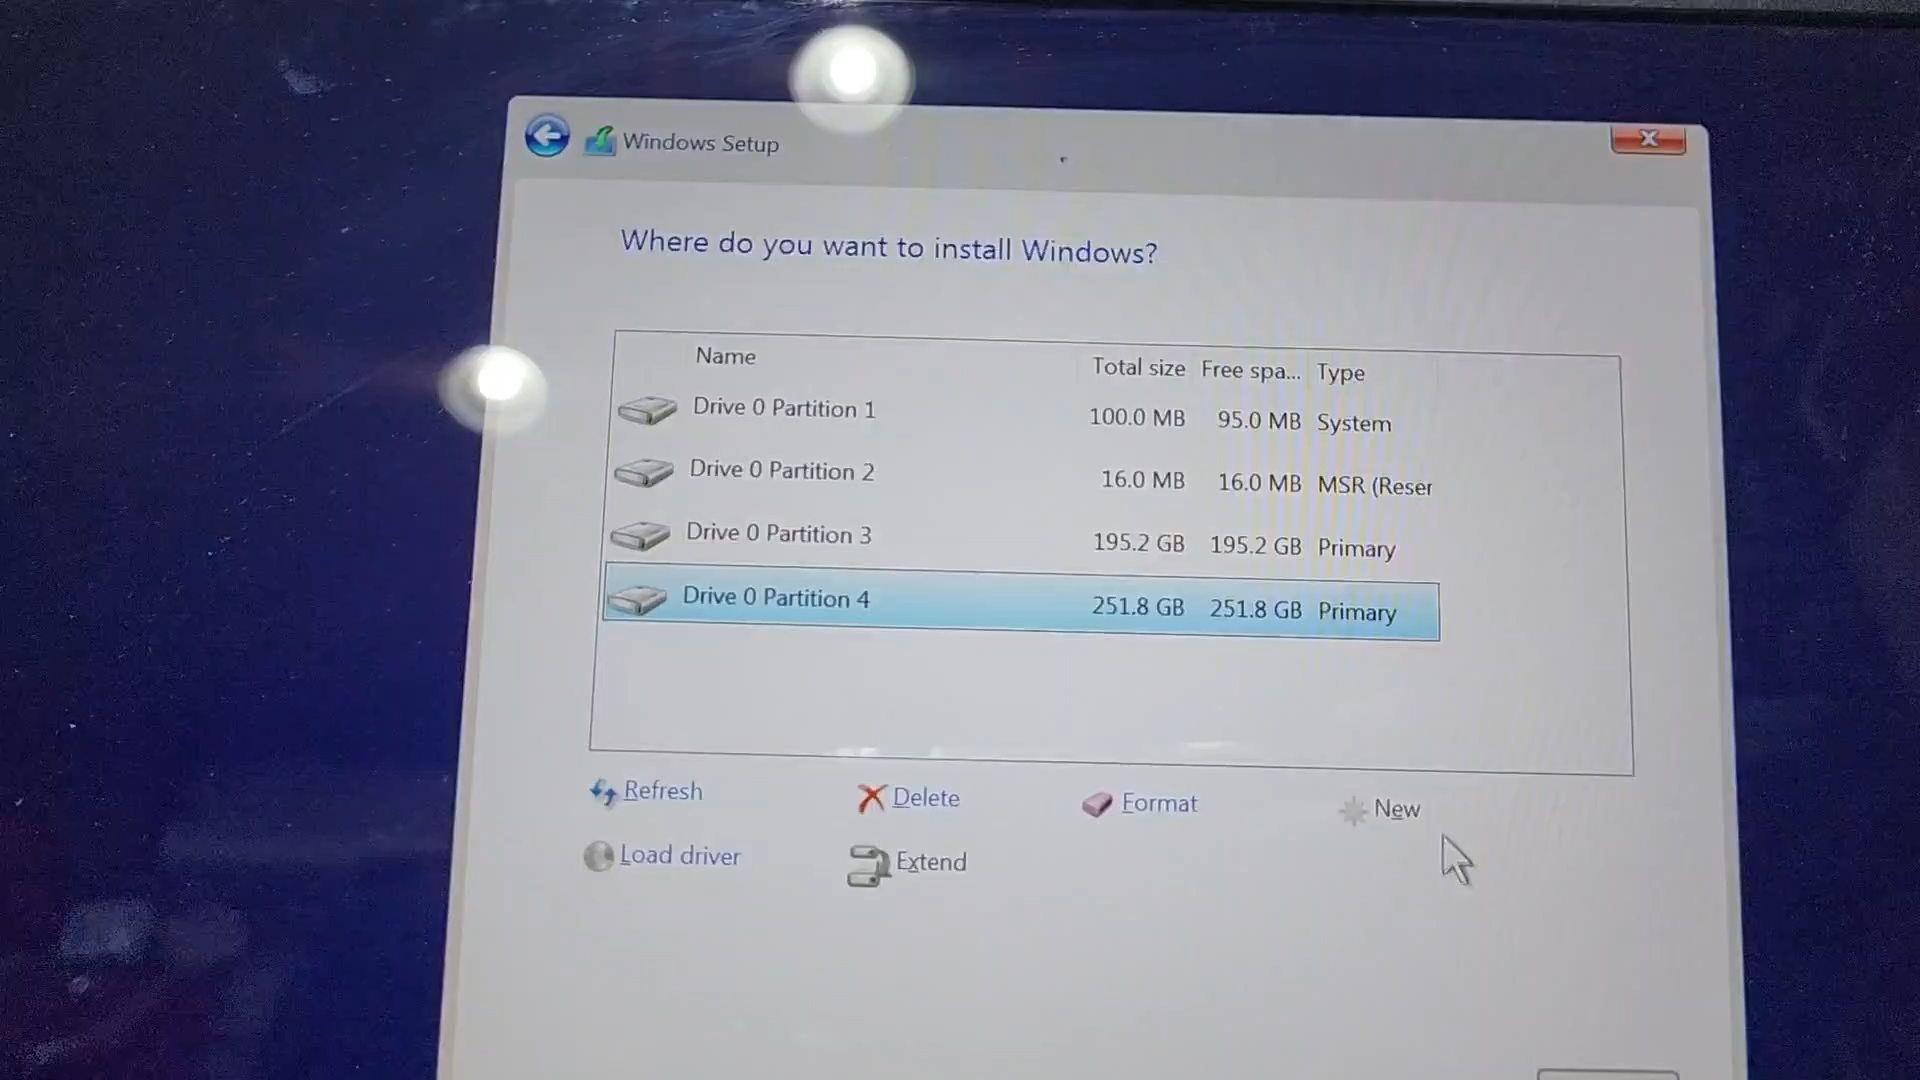 Windows Setup
Where do you want to install Windows?
Name Total size Free spa... Type
Drive 0 Partition 1 100.0 MB 95.0 MB System
Drive 0 Partition 2 16.0 MB 16.0 MB MSR (Reser
Drive 0 Partition 3 195.2 GB 195.2 GB Primary
Drive 0 Partition 4 251.8 GB 251.8 GB Primary
Refresh Delete Format New
Load driver Extend